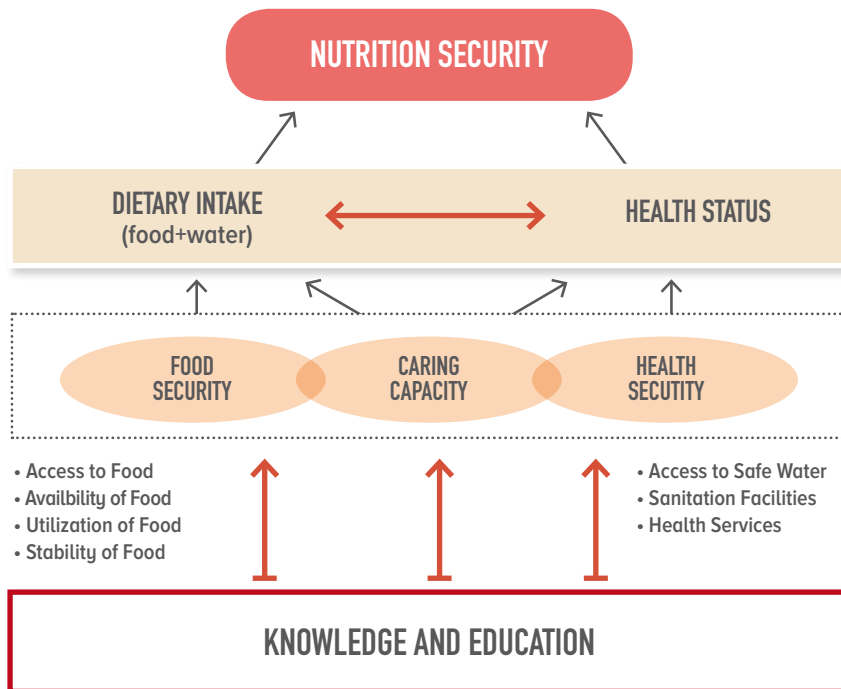 NUTRITION SECURITY
DIETARY INTAKE
(food+water)
HEALTH STATUS
FOOD
SECURITY
CARING
CAPACITY
HEALTH
SECUTITY
• Access to Food
• Availbility of Food
• Utilization of Food
• Stability of Food
• Access to Safe Water
• Sanitation Facilities
• Health Services
KNOWLEDGE AND EDUCATION